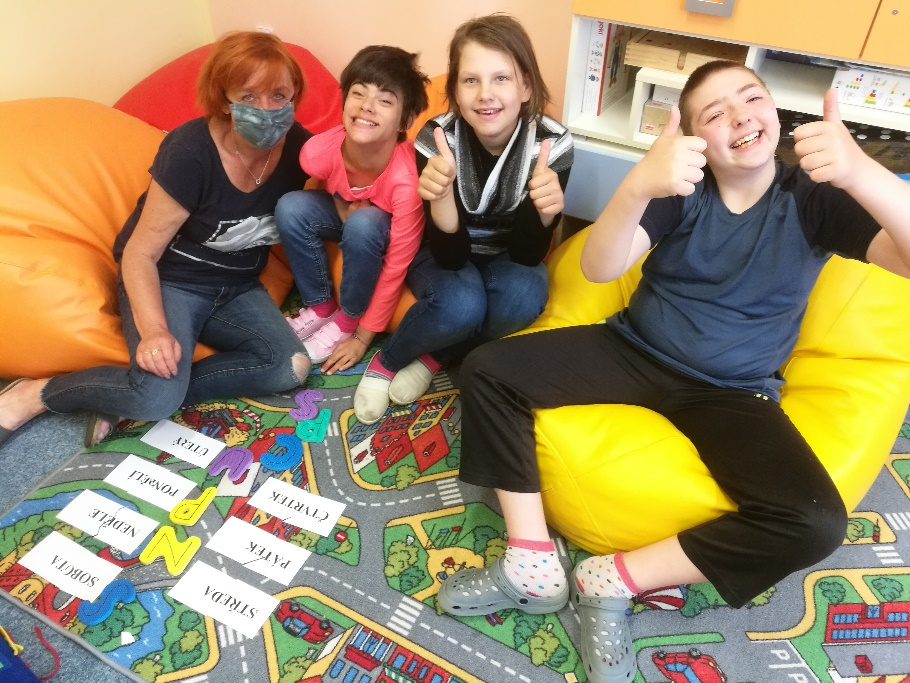 ÚTERÝ
PONDĚLÍ
NEDĚLE
SOBOTA
ČTVRTEK
PÁTEK
STŘEDA
S
P
C
U
P
N
S